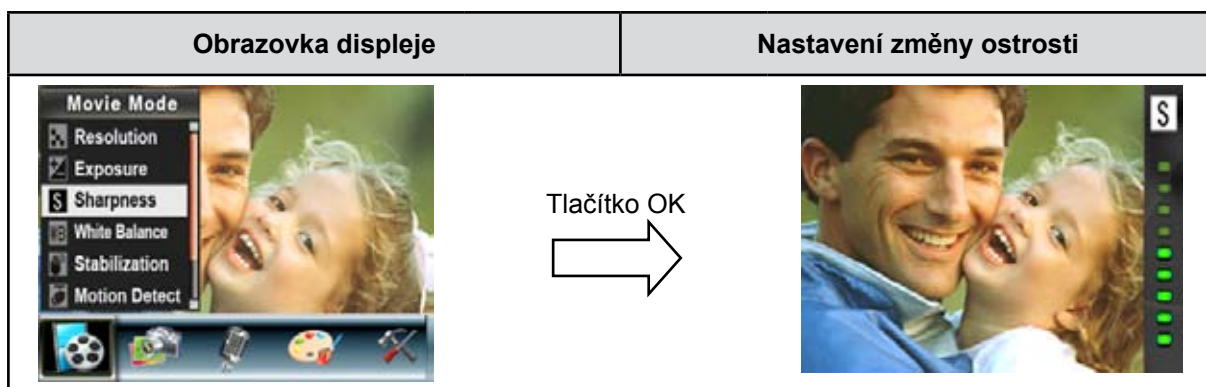 Obrazovka displeje
Nastavení změny ostrosti
Movie Mode
Resolution
Exposure
S Sharpness
White Balance
Stabilization
Motion Detect
Tlačítko OK
S